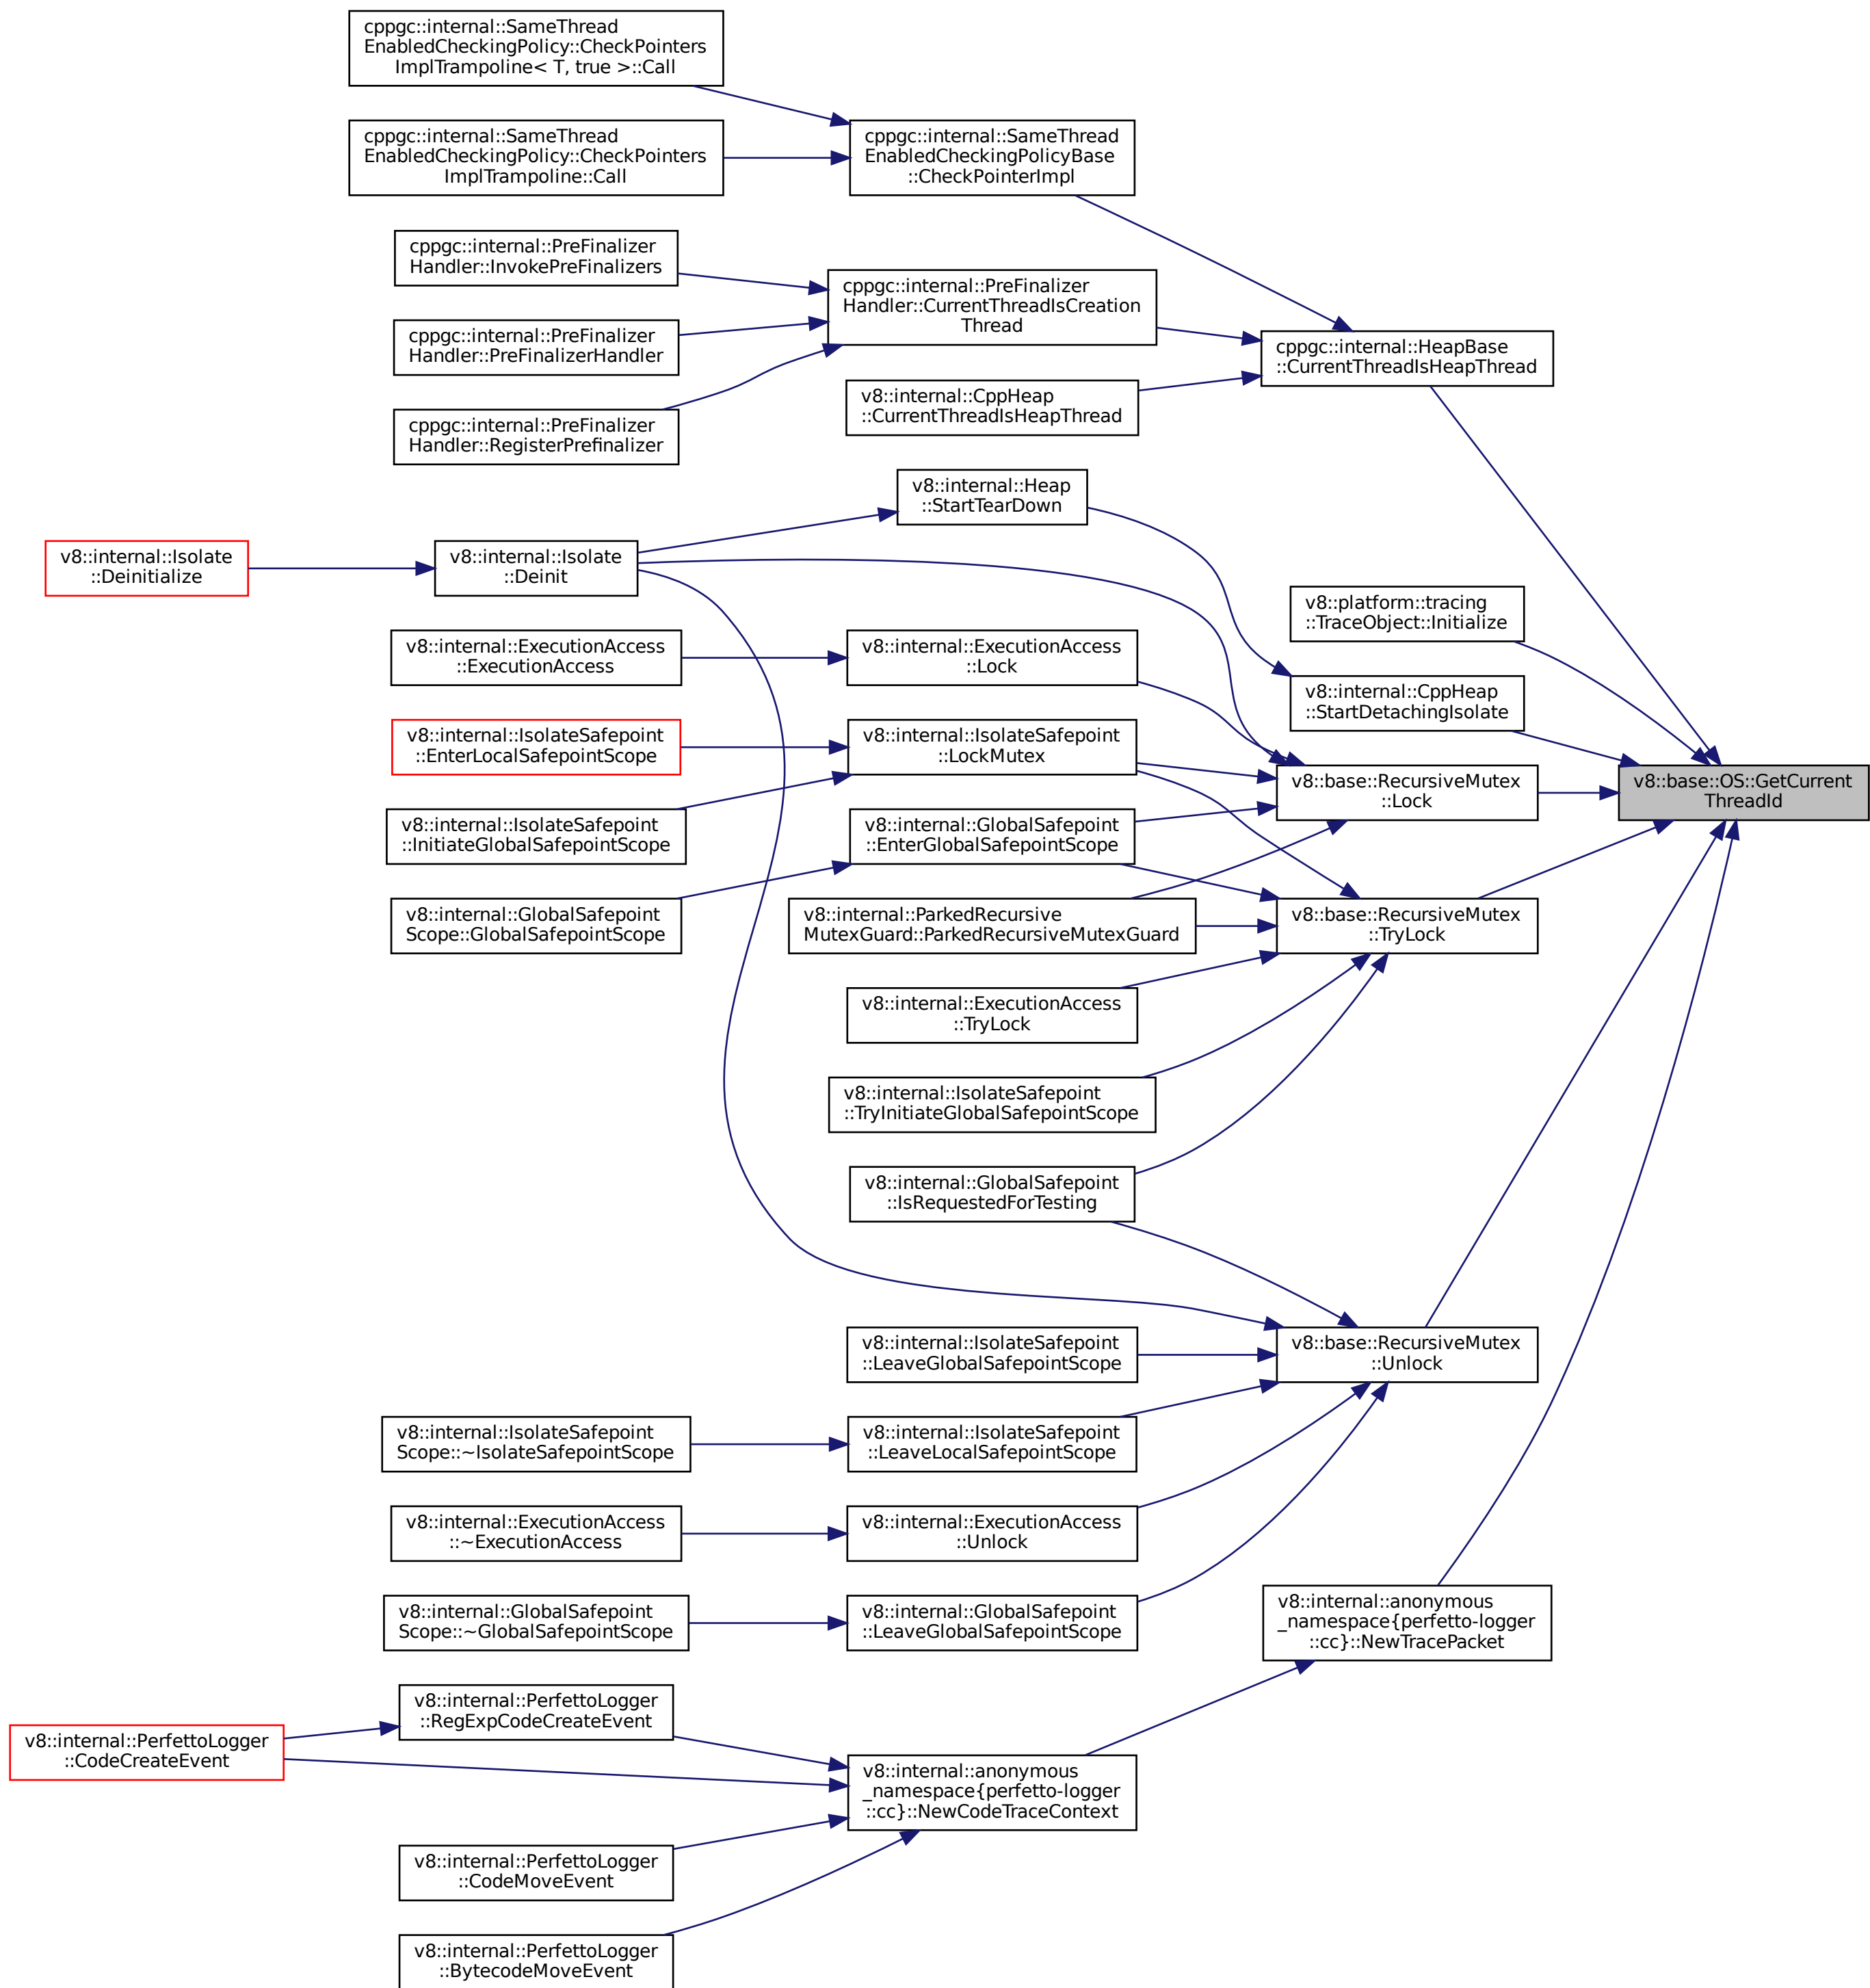 cppgc::internal::SameThread
EnabledCheckingPolicy::CheckPointers
ImplTrampoline< T, true >::Call
cppgc::internal::SameThread
EnabledCheckingPolicy::CheckPointers
ImplTrampoline::Call
cppgc::internal::SameThread
EnabledCheckingPolicyBase
::CheckPointerImpl
cppgc::internal::PreFinalizer
Handler::InvokePreFinalizers
cppgc::internal::PreFinalizer
Handler::CurrentThreadIsCreation
Thread
cppgc::internal::PreFinalizer
Handler::PreFinalizerHandler
cppgc::internal::HeapBase
::CurrentThreadIsHeapThread
v8::internal::CppHeap
::CurrentThreadIsHeapThread
cppgc::internal::PreFinalizer
Handler::RegisterPrefinalizer
v8::internal::Heap
::StartTearDown
v8::internal::Isolate
::Deinitialize
v8::internal::Isolate
::Deinit
v8::platform::tracing
::TraceObject::Initialize
v8::internal::ExecutionAccess
::ExecutionAccess
v8::internal::ExecutionAccess
::Lock
v8::internal::CppHeap
::StartDetachingIsolate
v8::internal::IsolateSafepoint
::EnterLocalSafepointScope
v8::internal::IsolateSafepoint
::LockMutex
v8::base::RecursiveMutex
::Lock
v8::base::OS::GetCurrent
ThreadId
v8::internal::IsolateSafepoint
::InitiateGlobalSafepointScope
v8::internal::GlobalSafepoint
::EnterGlobalSafepointScope
v8::internal::GlobalSafepoint
Scope::GlobalSafepointScope
v8::internal::ParkedRecursive
MutexGuard::ParkedRecursiveMutexGuard
v8::base::RecursiveMutex
::TryLock
v8::internal::ExecutionAccess
::TryLock
v8::internal::IsolateSafepoint
::TryInitiateGlobalSafepointScope
v8::internal::GlobalSafepoint
::IsRequestedForTesting
v8::internal::IsolateSafepoint
::LeaveGlobalSafepointScope
v8::base::RecursiveMutex
::Unlock
v8::internal::IsolateSafepoint
Scope::~IsolateSafepointScope
v8::internal::IsolateSafepoint
::LeaveLocalSafepointScope
v8::internal::ExecutionAccess
::~ExecutionAccess
v8::internal::ExecutionAccess
::Unlock
v8::internal::GlobalSafepoint
Scope::~GlobalSafepointScope
v8::internal::GlobalSafepoint
::LeaveGlobalSafepointScope
v8::internal::anonymous
_namespace{perfetto-logger
::cc}::NewTracePacket
v8::internal::PerfettoLogger
::RegExpCodeCreateEvent
v8::internal::PerfettoLogger
::CodeCreateEvent
v8::internal::anonymous
_namespace{perfetto-logger
::cc}::NewCodeTraceContext
v8::internal::PerfettoLogger
::CodeMoveEvent
v8::internal::PerfettoLogger
::BytecodeMoveEvent